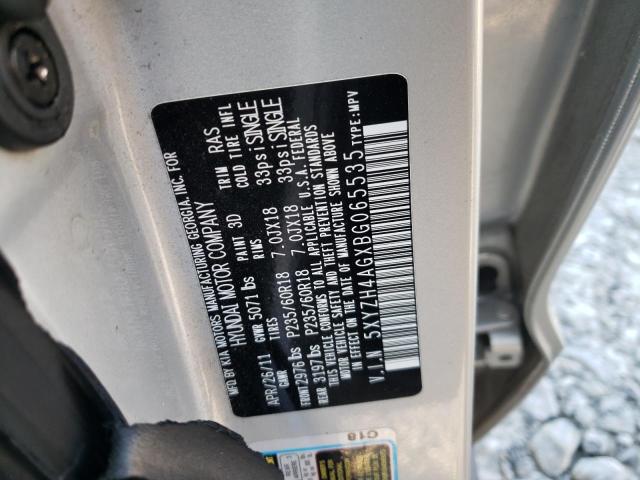 MFD BY KIA MOTORS MANUFACTURING GEORGIA, INC. FOR
HYUNDAI MOTOR COMPANY
APR/26/11 PAINT 3D TRIM RAS
GVWR 5071 lbs
GAWR TIRES RIMS COLD TIRE INFL
FRONT 2976 lbs P235/60R18 7.0JX18 33psi SINGLE
REAR 3197 lbs P235/60R18 7.0JX18 33psi SINGLE
THIS VEHICLE CONFORMS TO ALL APPLICABLE U.S.A. FEDERAL
MOTOR VEHICLE SAFETY AND THEFT PREVENTION STANDARDS
IN EFFECT ON THE DATE OF MANUFACTURE SHOWN ABOVE
V.I.N 5XYZH4AGXBG065535 TYPE:MPV
C18